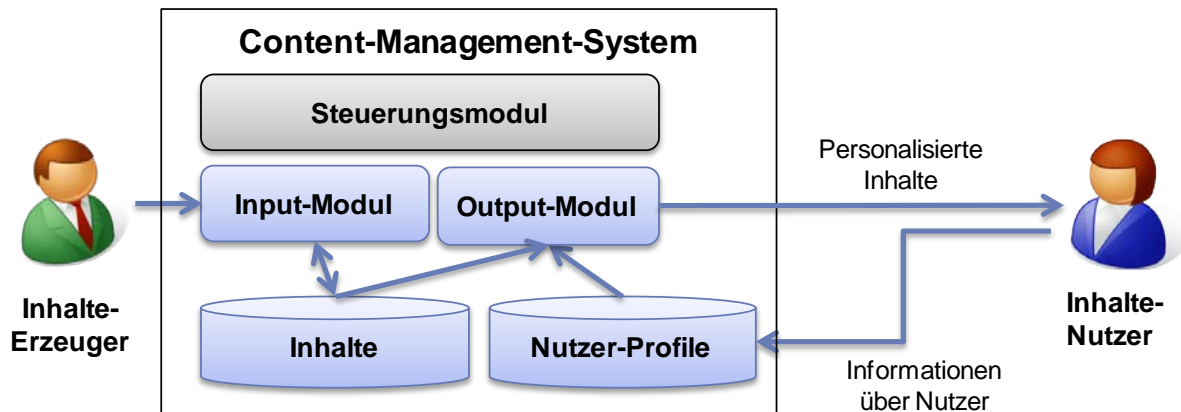 Content-Management-System
Steuerungsmodul
Input-Modul
Output-Modul
Personalisierte
Inhalte
Inhalte-
Erzeuger
Inhalte
Nutzer-Profile
Inhalte-
Nutzer
Informationen
über Nutzer